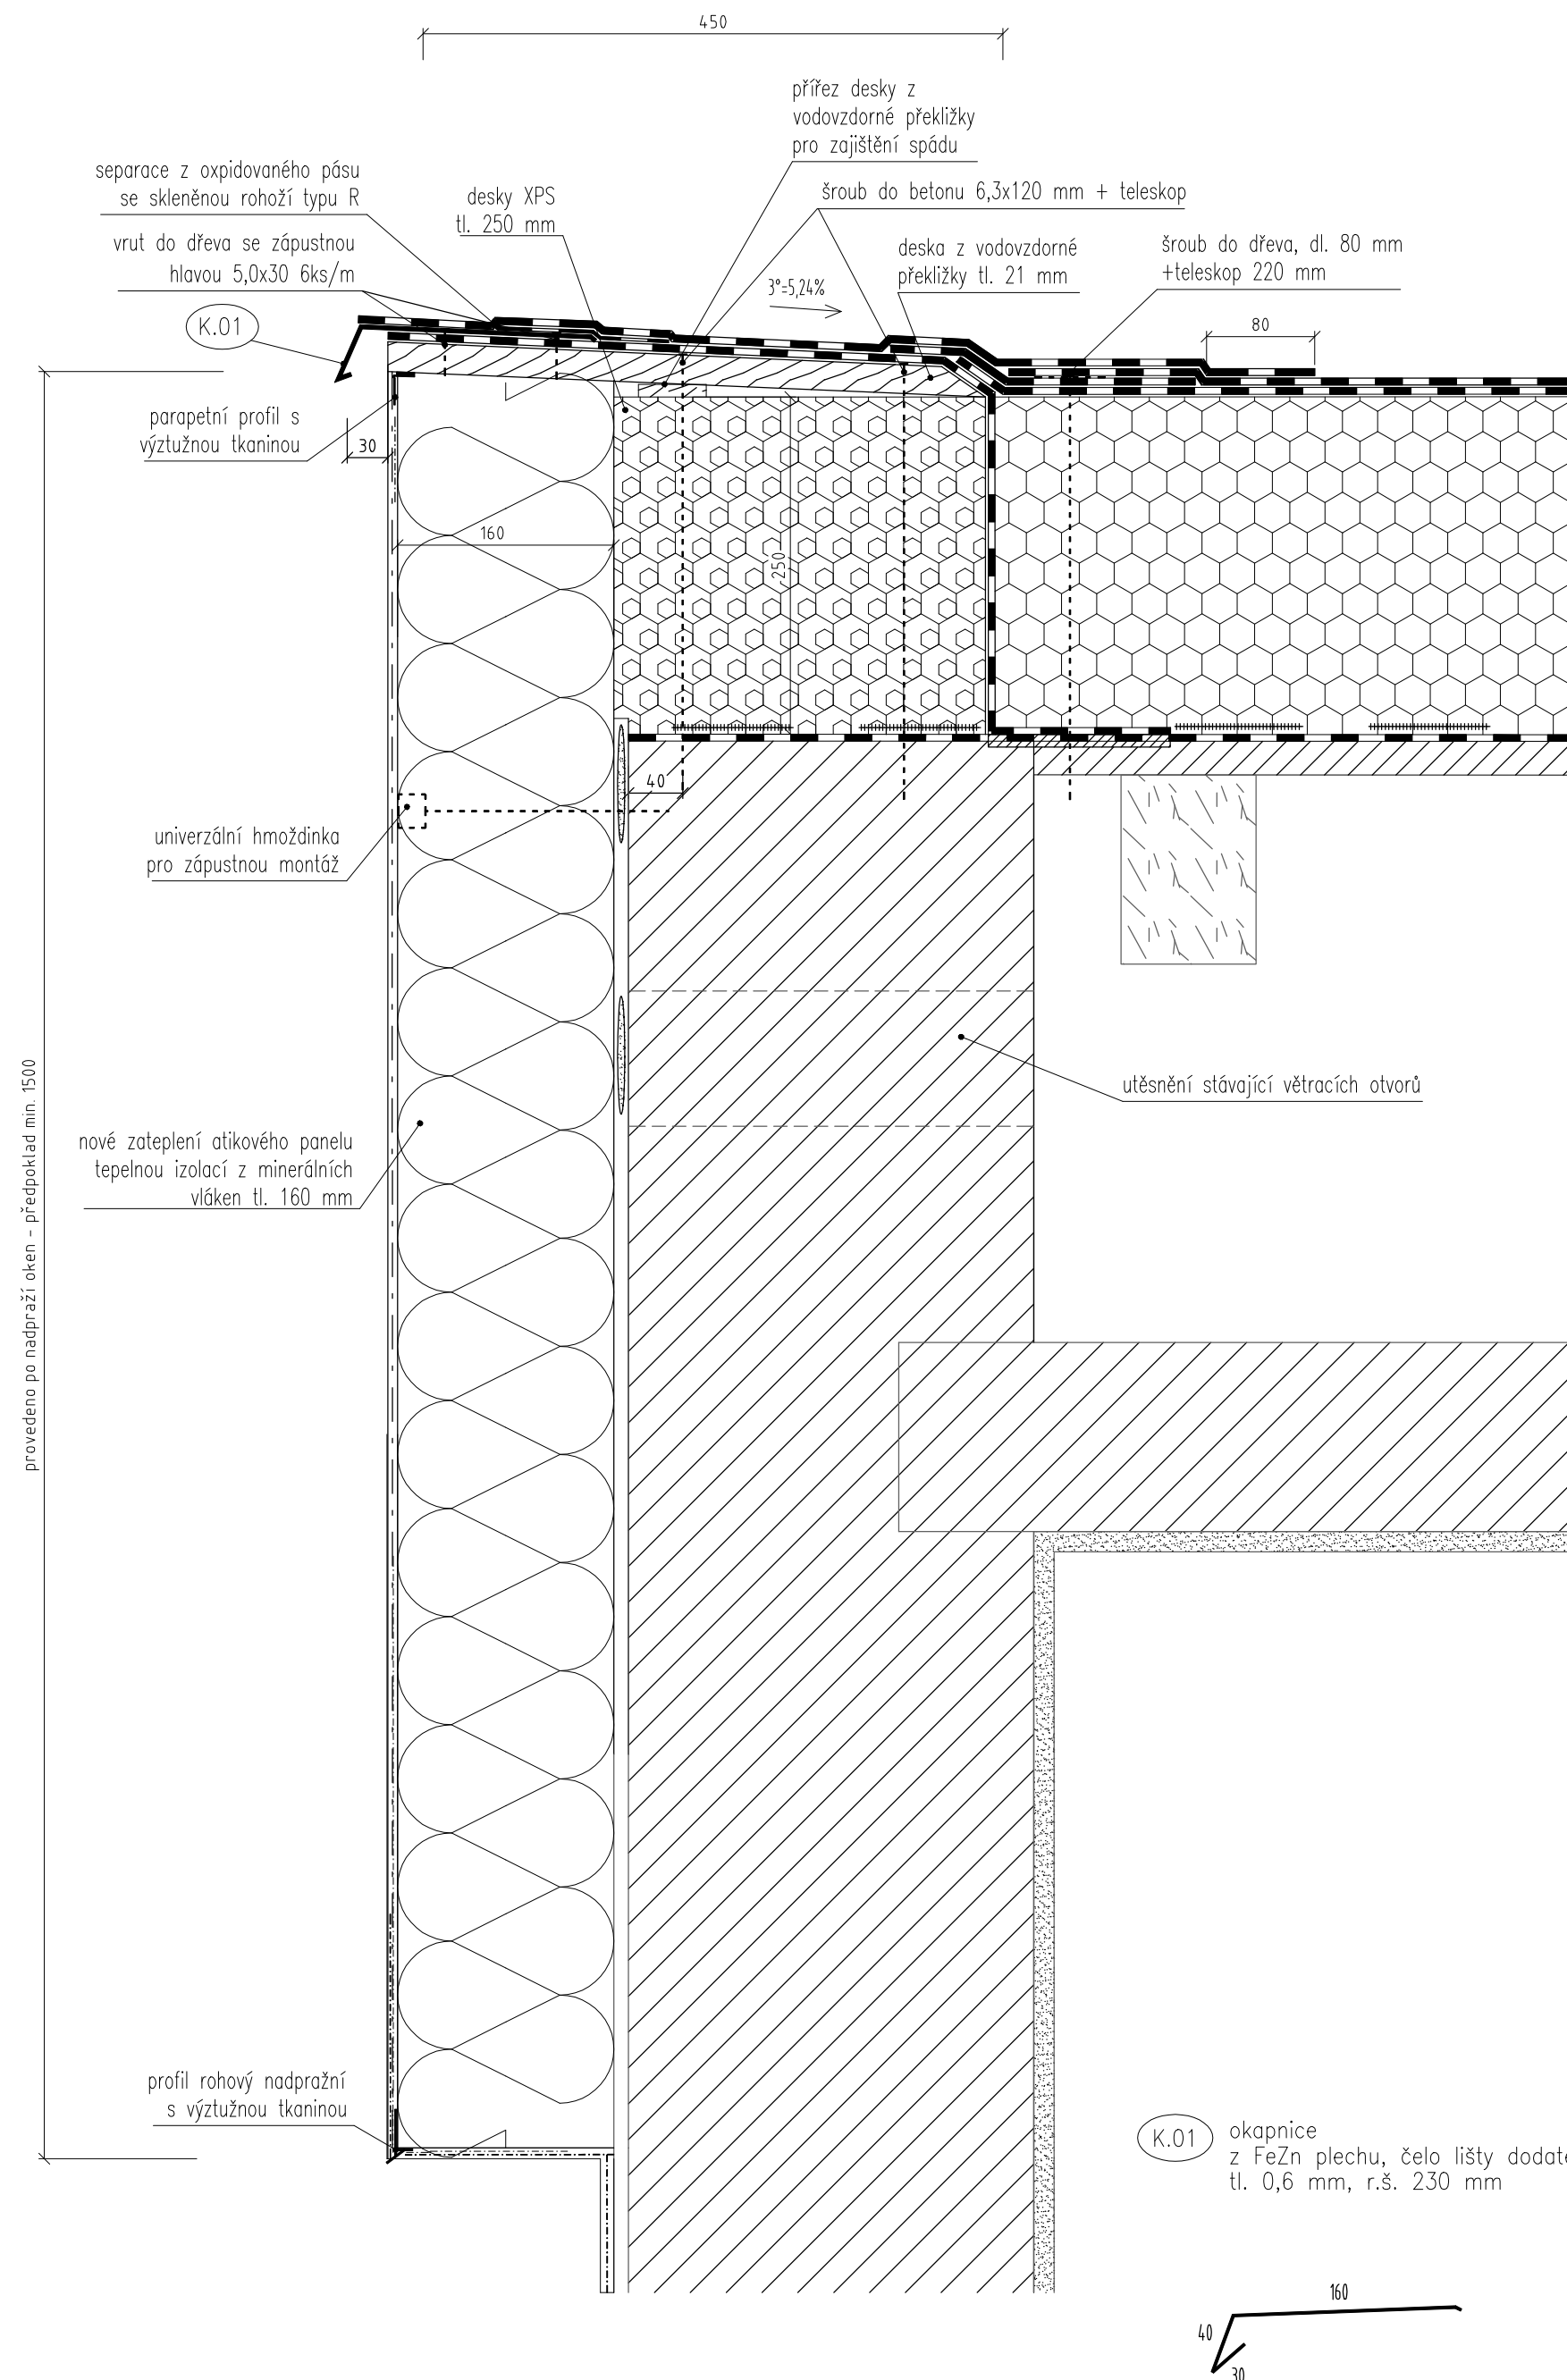 450
přířez desky z
vodovzdorné překližky
pro zajištění spádu
separace z oxpidovaného pásu
se skleněnou rohoží typu R
desky XPS
tl. 250 mm
šroub do betonu 6,3x120 mm + teleskop
vrut do dřeva se zápustnou
hlavou 5,0x30 6ks/m
deska z vodovzdorné
překližky tl. 21 mm
šroub do dřeva, dl. 80 mm
+teleskop 220 mm
3°=5,24%
K.01
80
parapetní profil s
výztužnou tkaninou
30
160
250
40
univerzální hmoždinka
pro zápustnou montáž
utěsnění stávající větracích otvorů
nové zateplení atikového panelu
tepelnou izolací z minerálních
vláken tl. 160 mm
provedeno po nadpraží oken - předpoklad min. 1500
profil rohový nadpražní
s výztužnou tkaninou
K.01
okapnice
z FeZn plechu, čelo lišty
tl. 0,6 mm, r.š. 230 mm
160
40
30